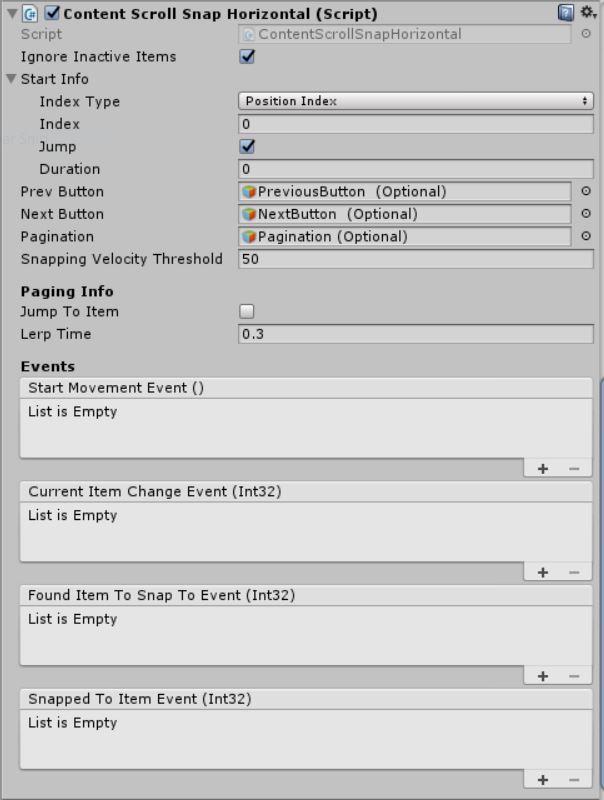 Content Scroll Snap Horizontal (Script)
Script ContentScrollSnapHorizontal
Ignore Inactive Items
Start Info
Index Type Position Index
Index 0
Jump
Duration 0
Prev Button PreviousButton (Optional)
Next Button NextButton (Optional)
Pagination Pagination (Optional)
Snapping Velocity Threshold 50
Paging Info
Jump To Item
Lerp Time 0.3
Events
Start Movement Event ()
List is Empty
+ −
Current Item Change Event (Int32)
List is Empty
+ −
Found Item To Snap To Event (Int32)
List is Empty
+ −
Snapped To Item Event (Int32)
List is Empty
+ −